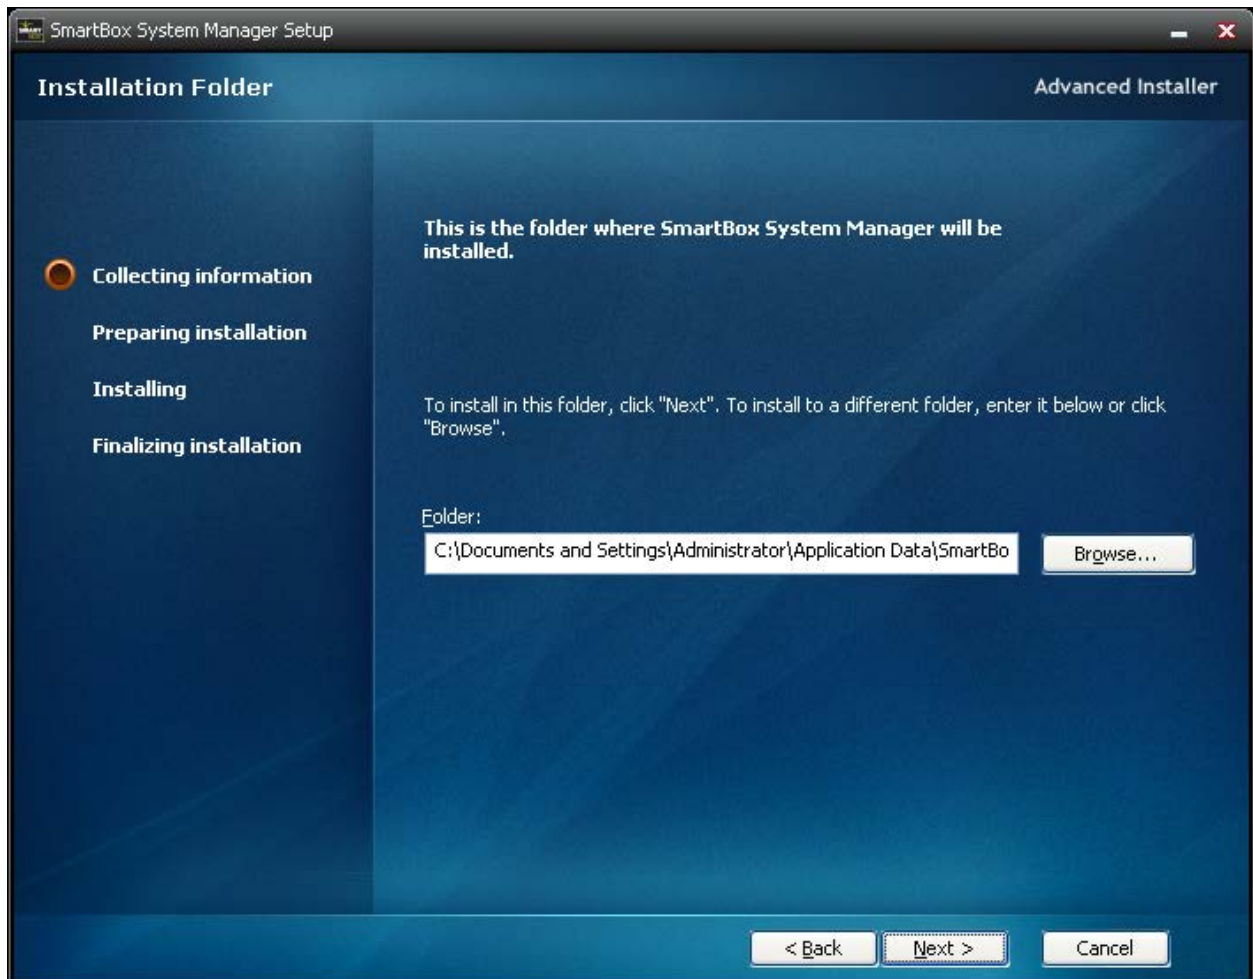 SmartBox System Manager Setup
Installation Folder
Advanced Installer
Collecting information
Preparing installation
Installing
Finalizing installation
This is the folder where SmartBox System Manager will be
installed.
To install in this folder, click "Next". To install to a different folder, enter it below or click
"Browse".
Folder:
C:\Documents and Settings\Administrator\Application Data\SmartBo
Browse...
< Back
Next >
Cancel